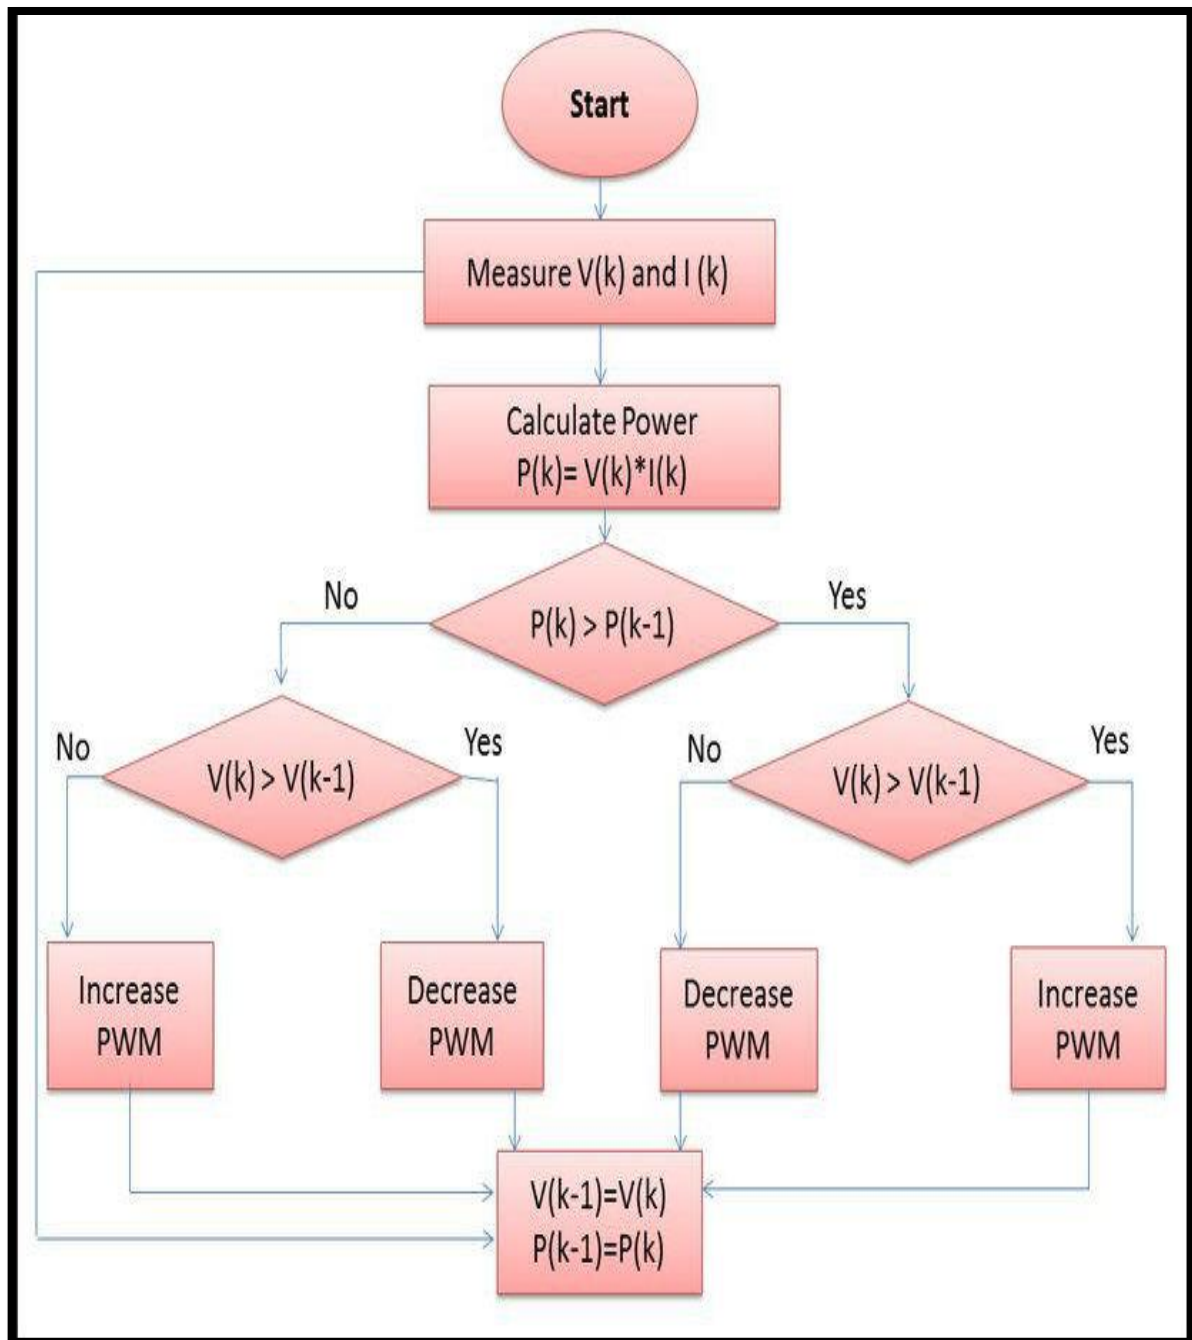 Start
Measure V(k) and I (k)
Calculate Power
P(k)= V(k)*I(k)
No
Yes
P(k) > P(k-1)
No
Yes
V(k) > V(k-1)
No
Yes
V(k) > V(k-1)
Increase
PWM
Decrease
PWM
Decrease
PWM
Increase
PWM
V(k-1)=V(k)
P(k-1)=P(k)